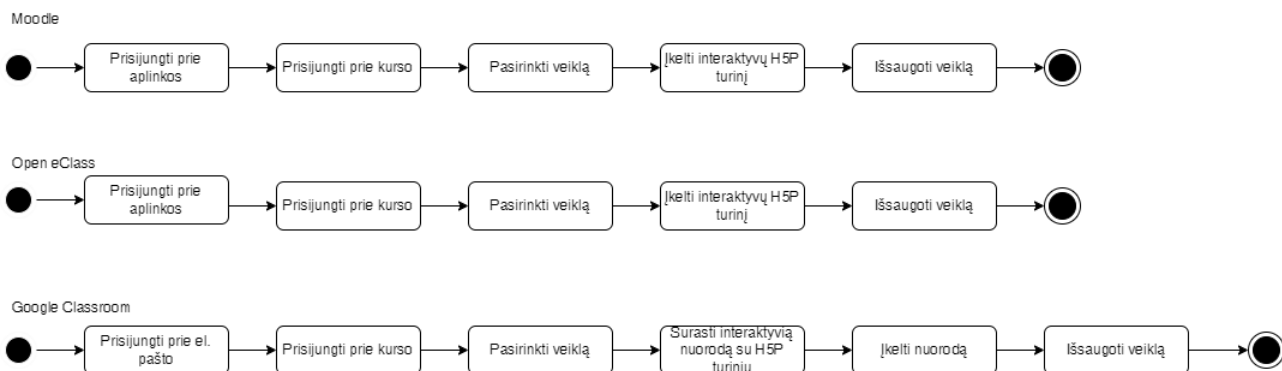 Moodle
Prisijungti prie
aplinkos
Prisijungti prie kurso
Pasirinkti veiklą
Įkelti interaktyvų H5P
turinį
Išsaugoti veiklą
Open eClass
Prisijungti prie
aplinkos
Prisijungti prie kurso
Pasirinkti veiklą
Įkelti interaktyvų H5P
turinį
Išsaugoti veiklą
Google Classroom
Prisijungti prie el.
pašto
Prisijungti prie kurso
Pasirinkti veiklą
Surasti interaktyvią
nuorodą su H5P
turiniu
Įkelti nuorodą
Išsaugoti veiklą